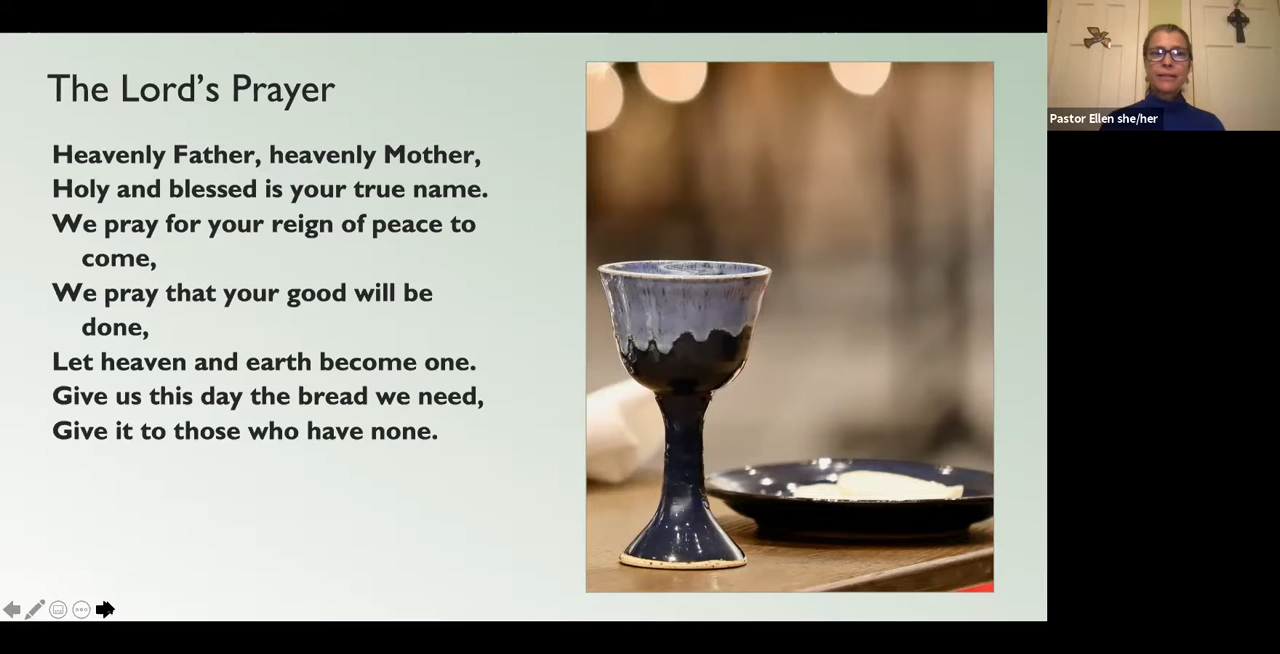 The Lord's Prayer
Heavenly Father, heavenly Mother,
Holy and blessed is your true name.
We pray for your reign of peace to
come,
We pray that your good will be
done,
Let heaven and earth become one.
Give us this day the bread we need,
Give it to those who have none.
Pastor Ellen she/her